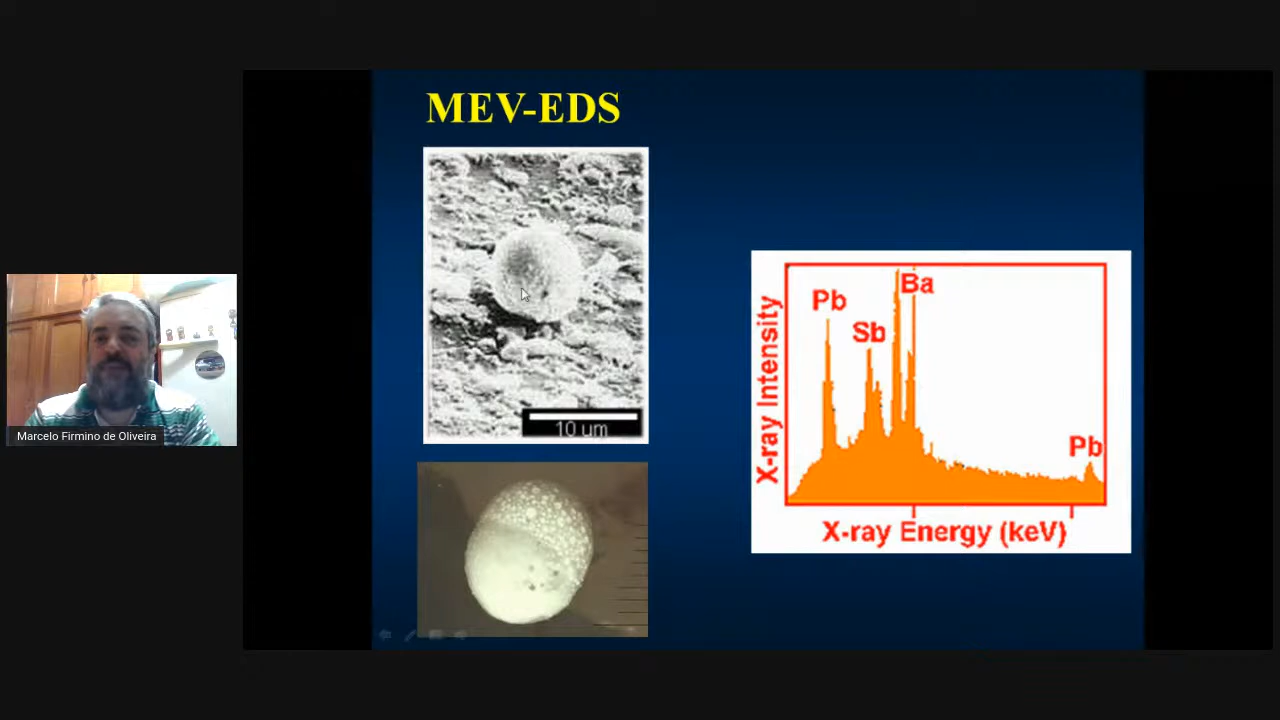 MEV-EDS
10 um
Marcelo Firmino de Oliveira
Pb
Sb
Ba
Pb
X-ray Intensity
X-ray Energy (keV)